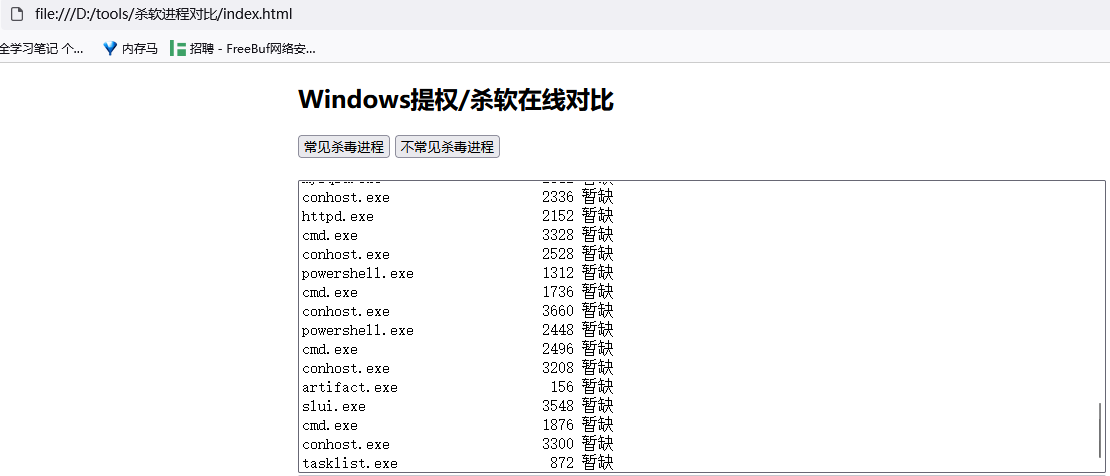 file:///D:/tools/杀软进程对比/index.html
全学习笔记 个... 内存马 招聘 - FreeBuf网络安...
Windows提权/杀软在线对比
常见杀毒进程 不常见杀毒进程
conhost.exe 2336 暂缺
httpd.exe 2152 暂缺
cmd.exe 3328 暂缺
conhost.exe 2528 暂缺
powershell.exe 1312 暂缺
cmd.exe 1736 暂缺
conhost.exe 3660 暂缺
powershell.exe 2448 暂缺
cmd.exe 2496 暂缺
conhost.exe 3208 暂缺
artifact.exe 156 暂缺
slui.exe 3548 暂缺
cmd.exe 1876 暂缺
conhost.exe 3300 暂缺
tasklist.exe 872 暂缺